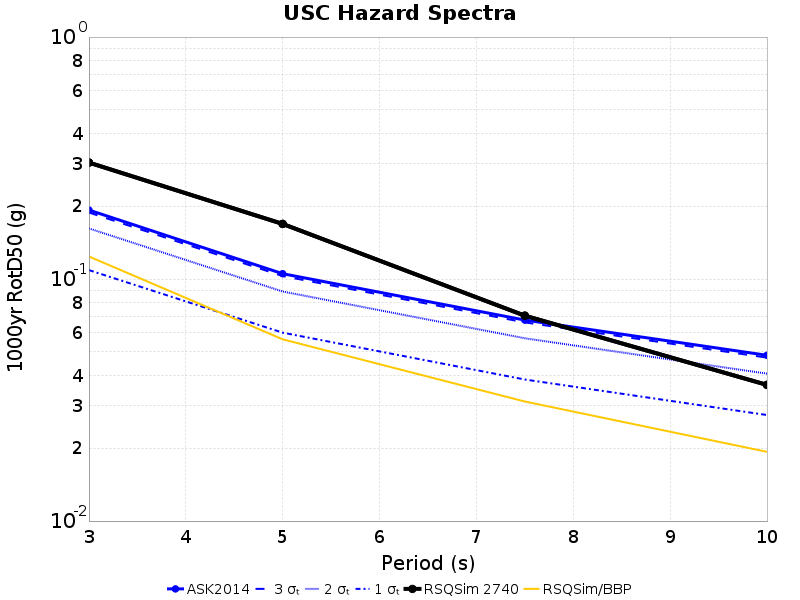 USC Hazard Spectra
10⁰
8
6
4
3
2
10⁻¹
8
6
4
3
2
10⁻²
1000yr RotD50 (g)
3 4 5 6 7 8 9 10
Period (s)
ASK2014 3 σₜ 2 σₜ 1 σₜ RSQSim 2740 RSQSim/BBP